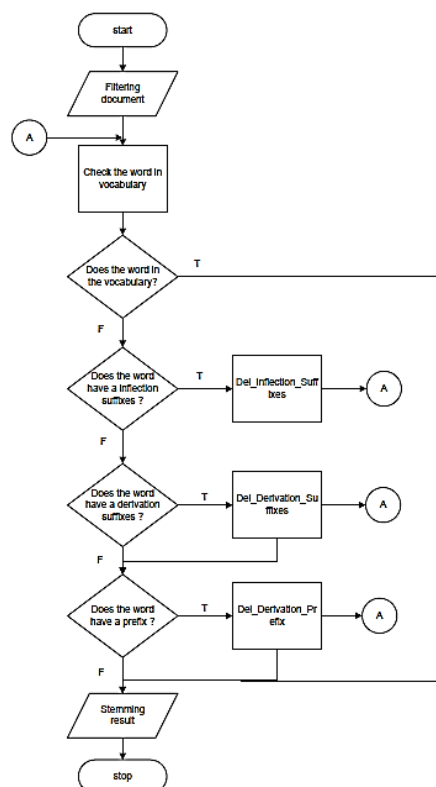 start
Filtering
document
A
Check the word in
vocabulary
Does the word in
the vocabulary?
T
F
Does the word
have a inflection
suffixes ?
T
Del_Inflection_Suff
ixes
A
F
Does the word
have a derivation
suffixes ?
T
Del_Derivation_Su
ffixes
A
F
Does the word
have a prefix ?
T
Del_Derivation_Pr
efix
A
F
Stemming
result
stop